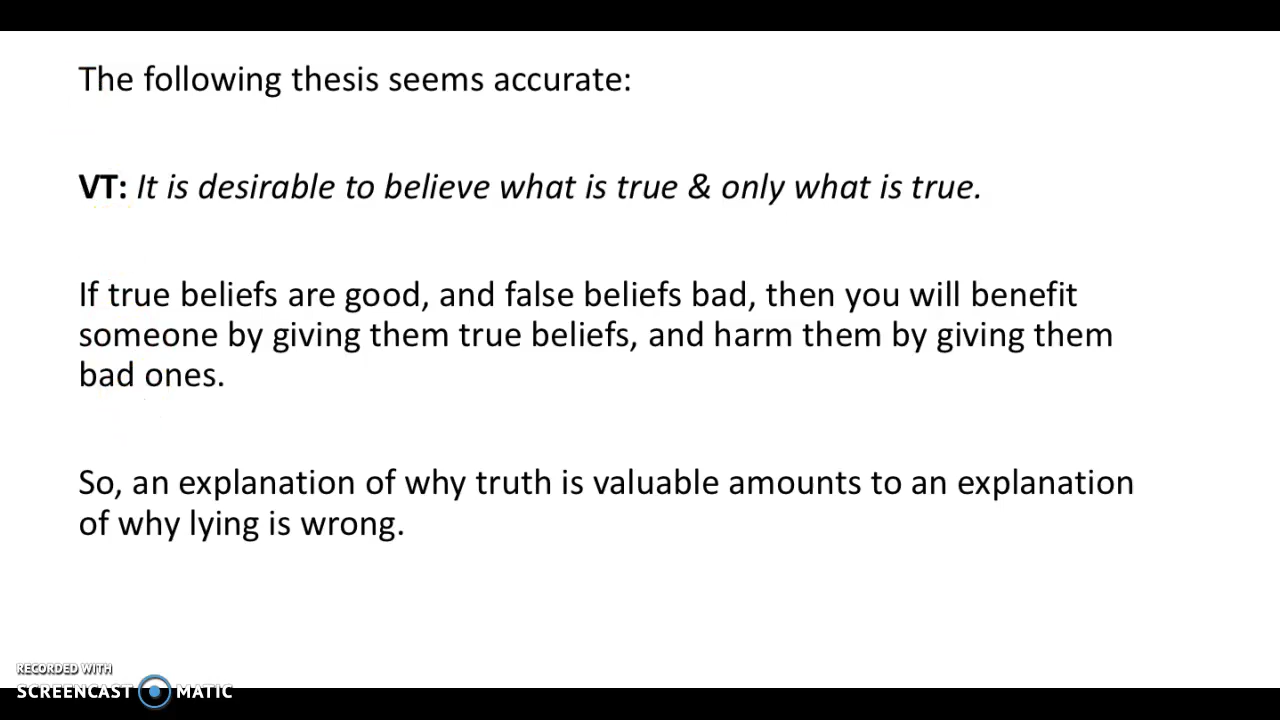 The following thesis seems accurate:
VT: It is desirable to believe what is true & only what is true.
If true beliefs are good, and false beliefs bad, then you will benefit
someone by giving them true beliefs, and harm them by giving them
bad ones.
So, an explanation of why truth is valuable amounts to an explanation
of why lying is wrong.
RECORDED WITH
SCREENCAST MATIC